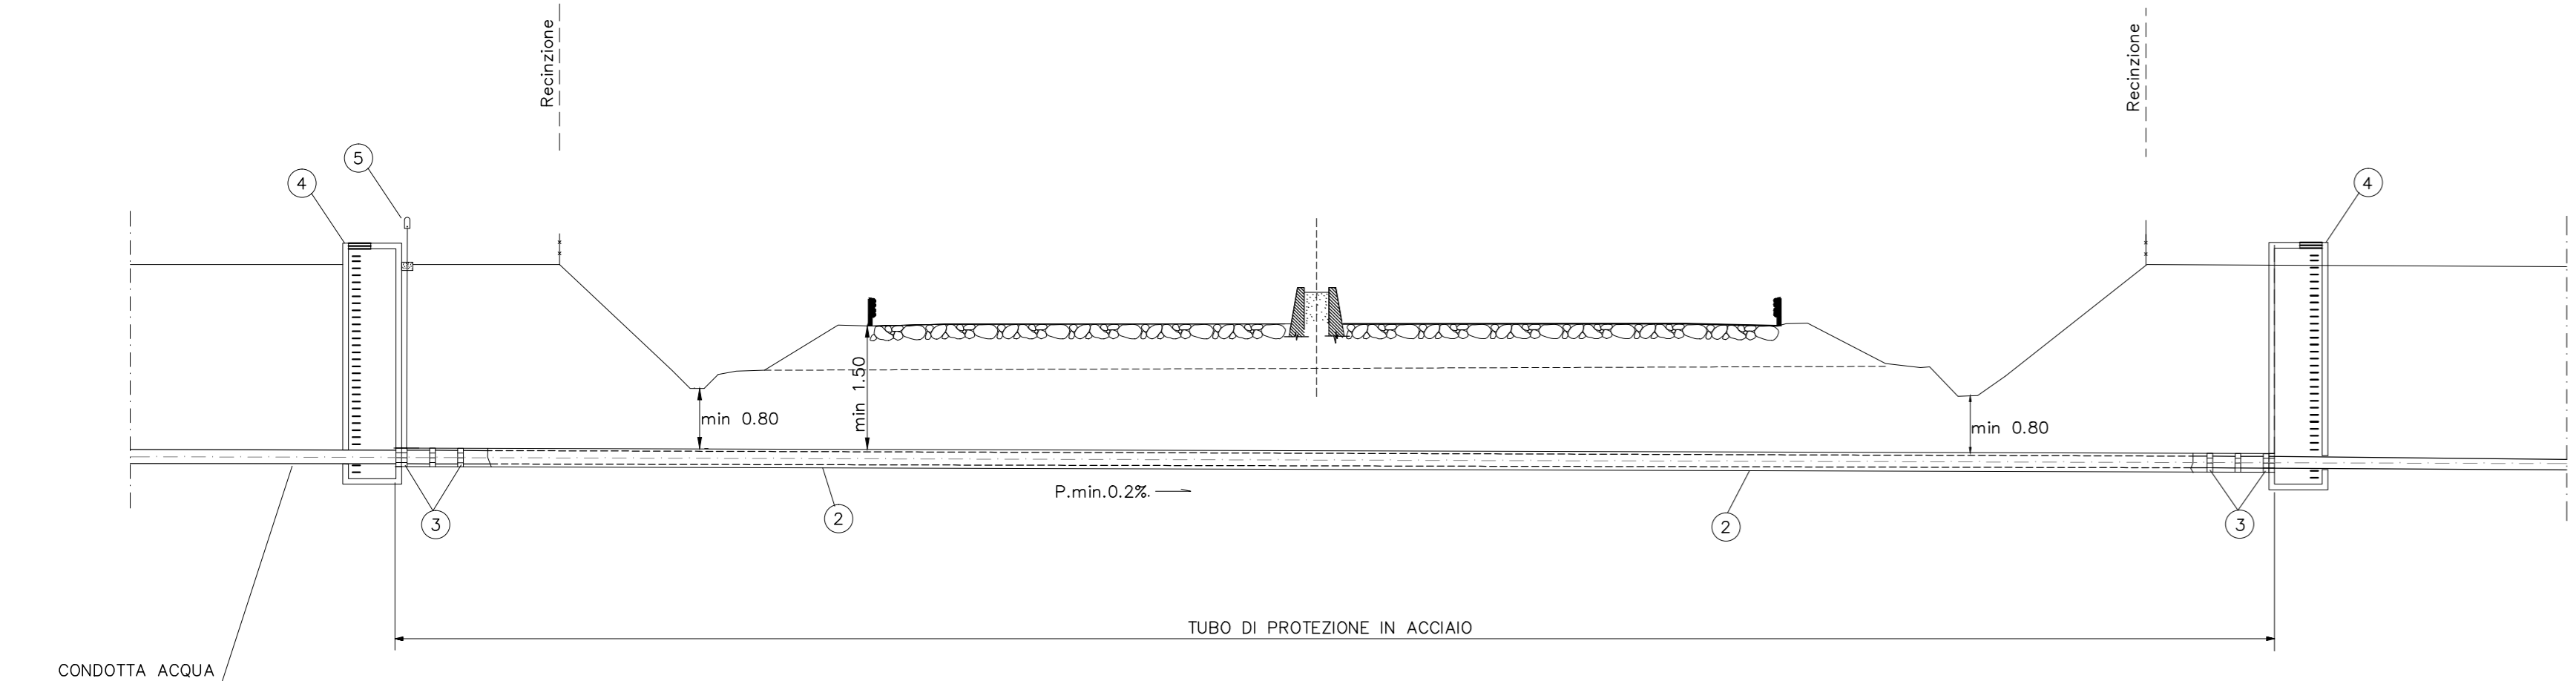 Recinzione
Recinzione
5
4
4
min 1.50
min 0.80
min 0.80
P.min.0.2%.
3
2
2
3
TUBO DI PROTEZIONE IN ACCIAIO
CONDOTTA ACQUA